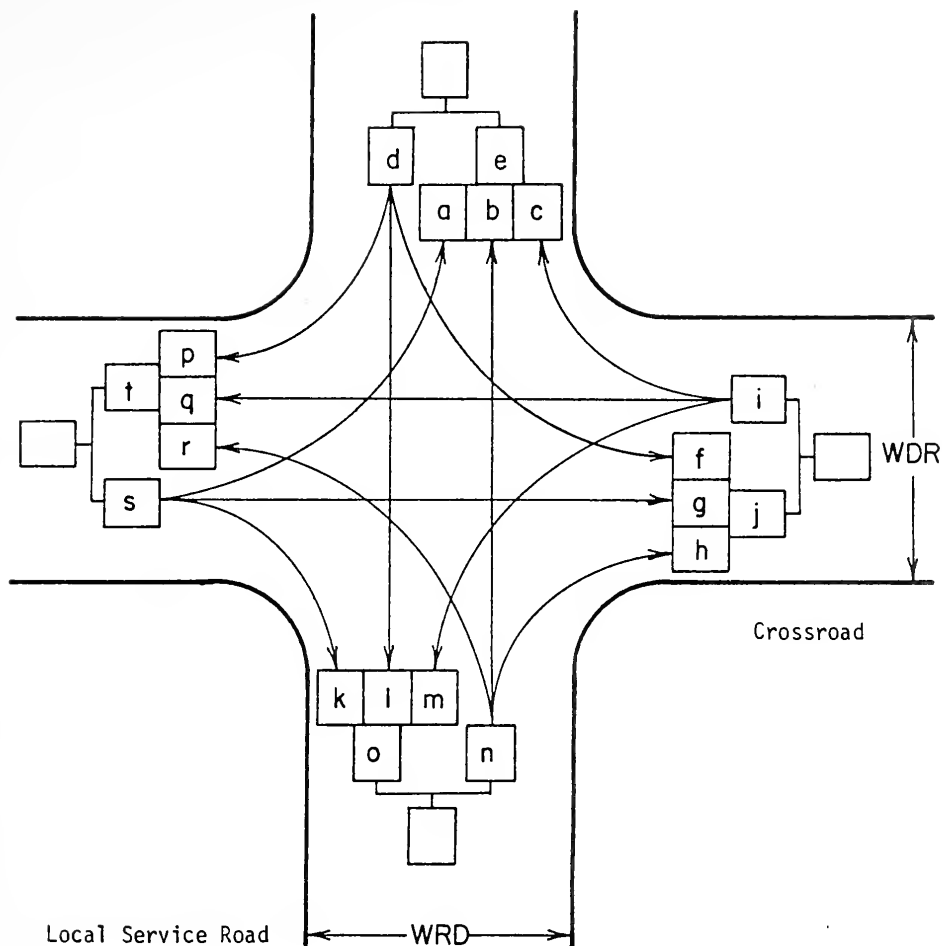 d e
a b c
p
t q i
r f
WDR
s g j
h
Crossroad
k l m
o n
Local Service Road
WRD